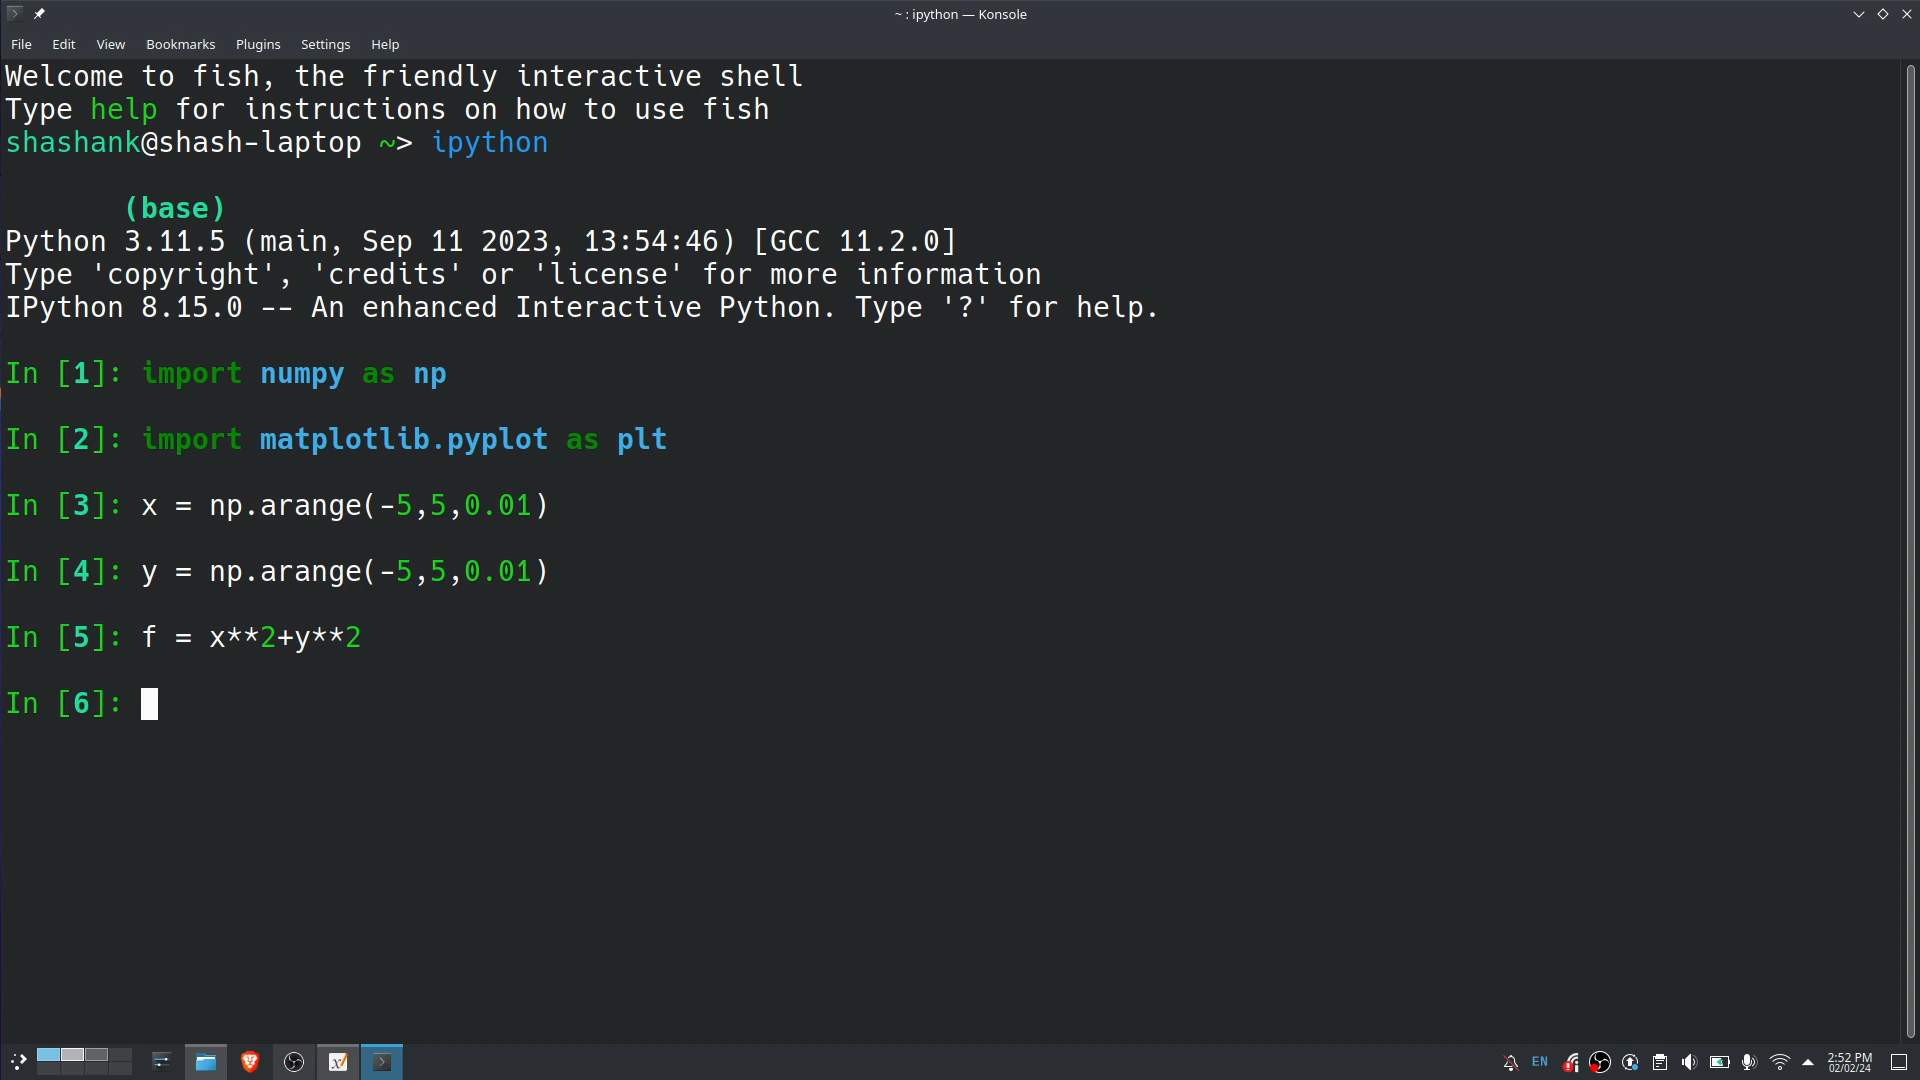 ~ : ipython — Konsole
File Edit View Bookmarks Plugins Settings Help
Welcome to fish, the friendly interactive shell
Type help for instructions on how to use fish
shashank@shash-laptop ~> ipython
(base)
Python 3.11.5 (main, Sep 11 2023, 13:54:46) [GCC 11.2.0]
Type 'copyright', 'credits' or 'license' for more information
IPython 8.15.0 -- An enhanced Interactive Python. Type '?' for help.
In [1]: import numpy as np
In [2]: import matplotlib.pyplot as plt
In [3]: x = np.arange(-5,5,0.01)
In [4]: y = np.arange(-5,5,0.01)
In [5]: f = x**2+y**2
In [6]:
EN
2:52 PM
02/02/24